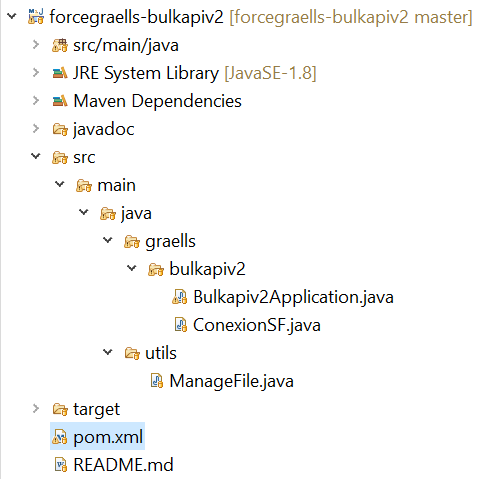 forcegraells-bulkapiv2 [forcegraells-bulkapiv2 master]
src/main/java
JRE System Library [JavaSE-1.8]
Maven Dependencies
javadoc
src
main
java
graells
bulkapiv2
Bulkapiv2Application.java
ConexionSF.java
utils
ManageFile.java
target
pom.xml
README.md